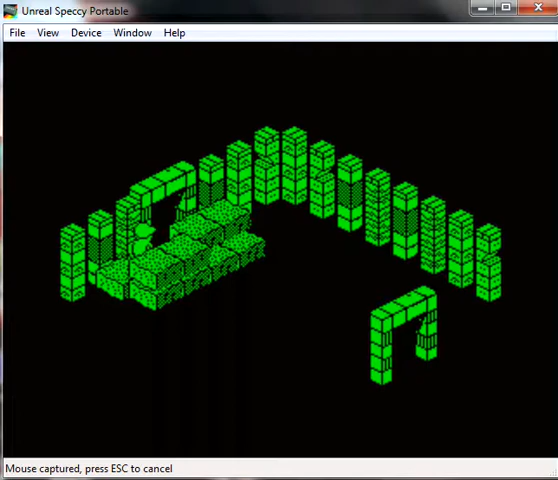 Unreal Speccy Portable
File View Device Window Help
Mouse captured, press ESC to cancel